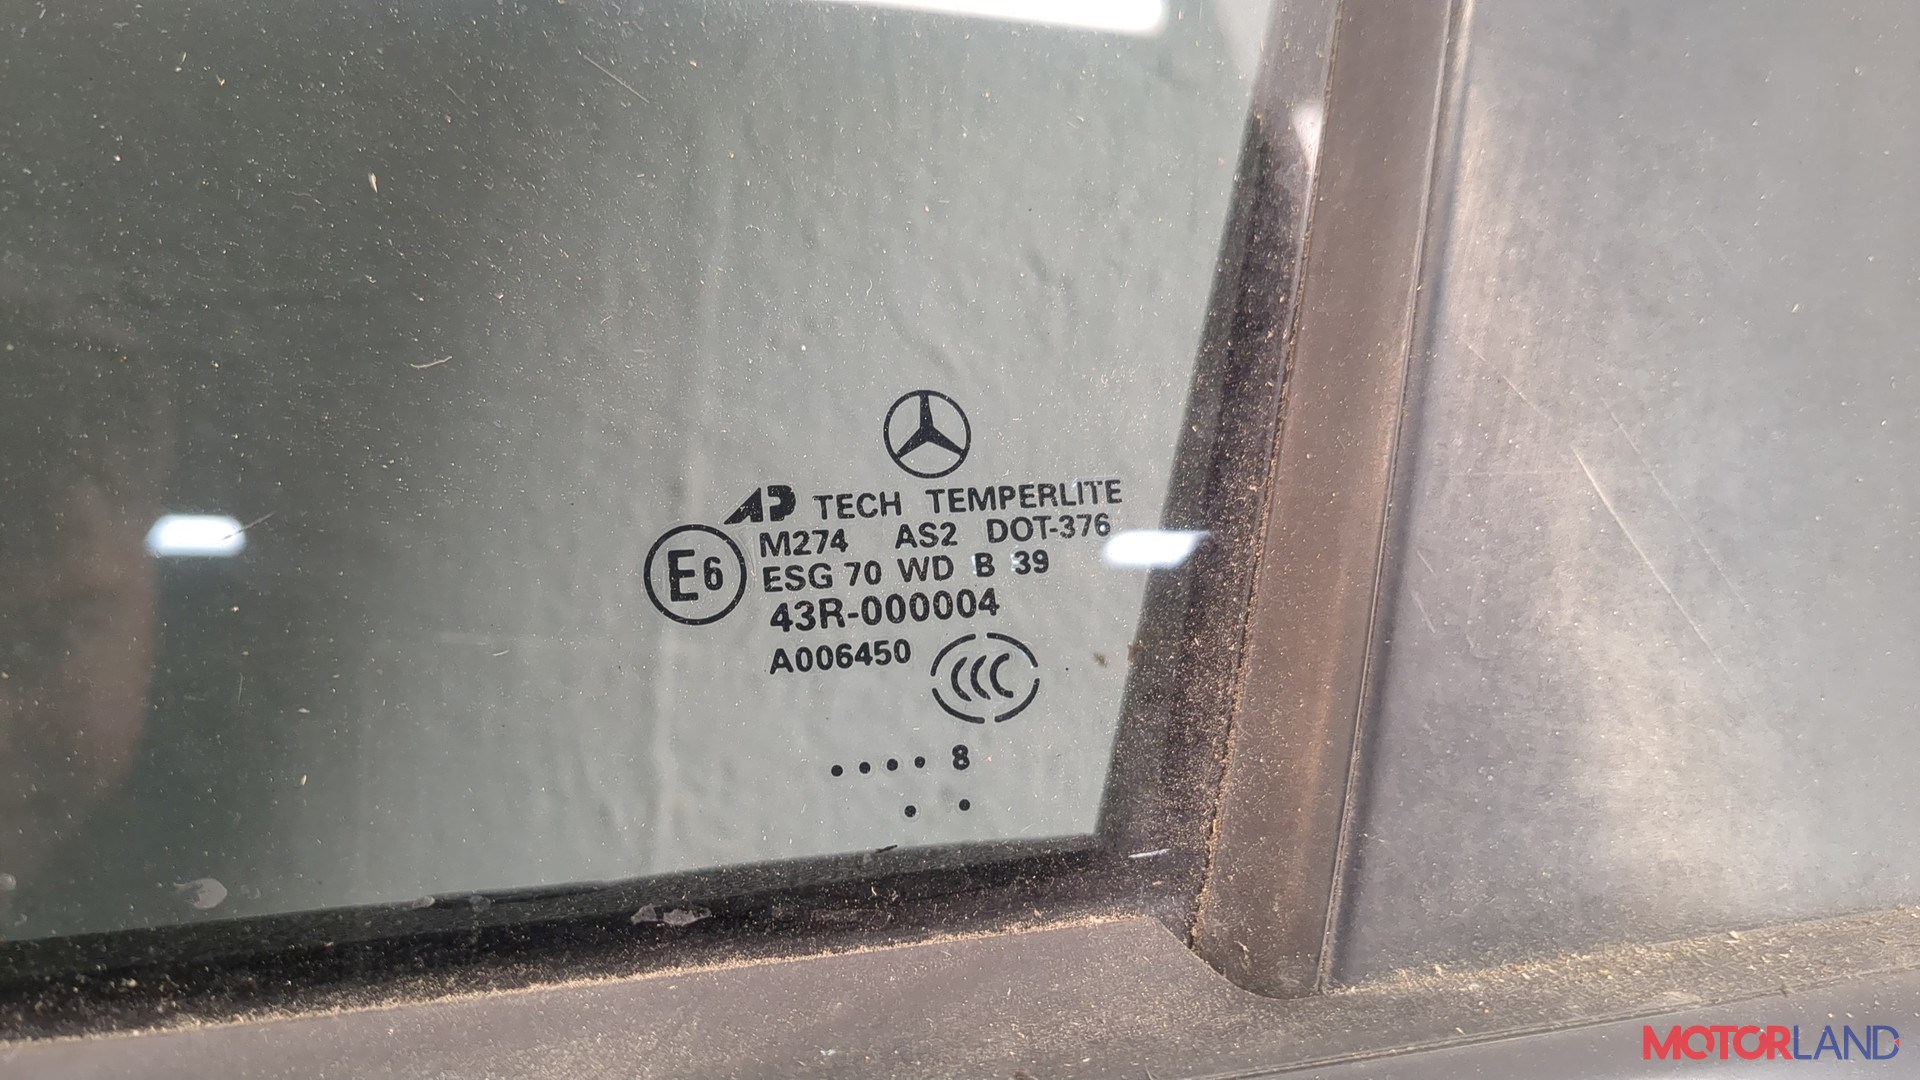 AP TECH TEMPERLITE
M274 AS2 DOT-376
E6 ESG 70 WD B 39
43R-000004
A006450 CCC
.... 8
. .
MOTORLAND